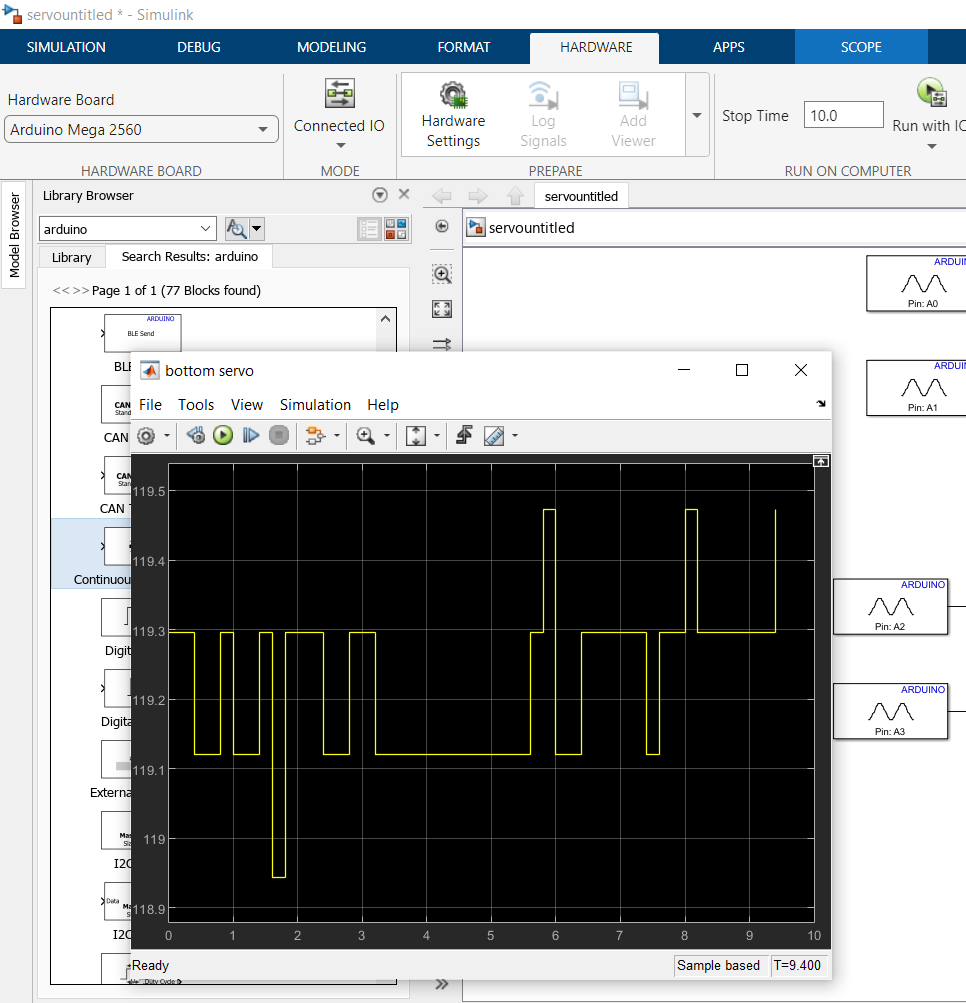 servountitled * - Simulink
SIMULATION DEBUG MODELING FORMAT HARDWARE APPS SCOPE
Hardware Board
Arduino Mega 2560
HARDWARE BOARD
Connected IO
MODE
Hardware Settings
Log Signals
Add Viewer
PREPARE
Stop Time 10.0
Run with IO
RUN ON COMPUTER
Model Browser
Library Browser
arduino
Library Search Results: arduino
<< >> Page 1 of 1 (77 Blocks found)
ARDUINO
BLE Send
BLE
CAN
Stand
CAN
CAN
Stan
CAN T
Continuou
Digit
Digita
Externa
Mas
Sla
I2C
Data
Ma
I2C
Duty Cycle
servountitled
servountitled
ARDUI
Pin: A0
ARDUI
Pin: A1
ARDUINO
Pin: A2
ARDUINO
Pin: A3
bottom servo
File Tools View Simulation Help
119.5
119.4
119.3
119.2
119.1
119
118.9
0 1 2 3 4 5 6 7 8 9 10
Ready
Sample based T=9.400